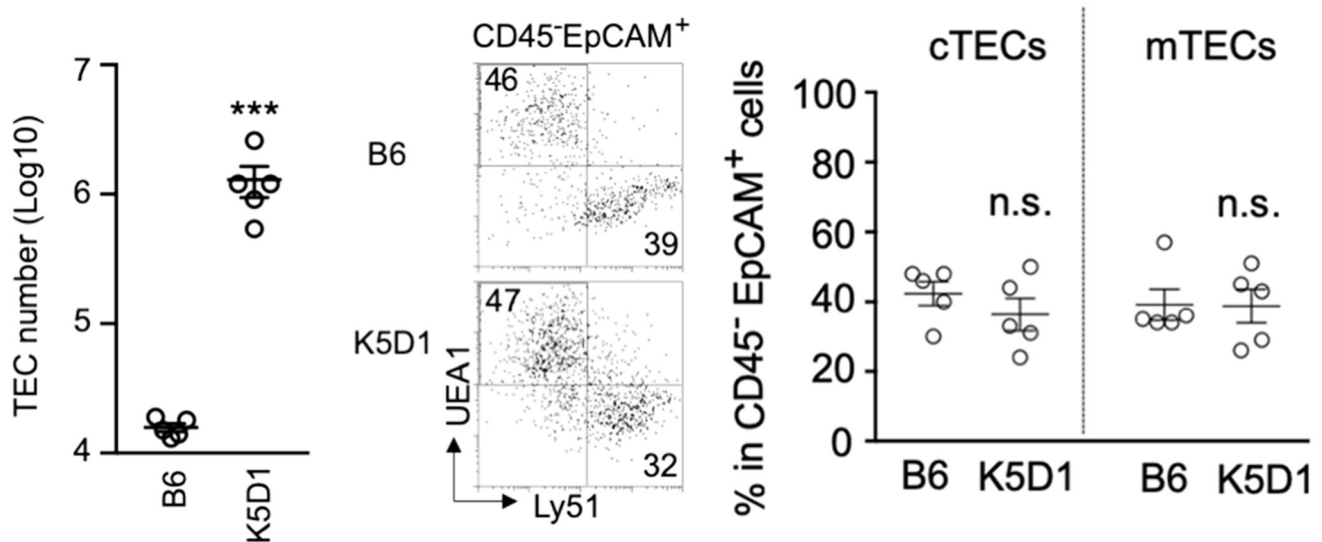 TEC number (Log10)
7
6
5
4
***
B6
K5D1
CD45⁻EpCAM⁺
B6
46
39
K5D1
47
32
UEA1
Ly51
% in CD45⁻ EpCAM⁺ cells
100
80
60
40
20
0
cTECs
mTECs
n.s.
n.s.
B6
K5D1
B6
K5D1